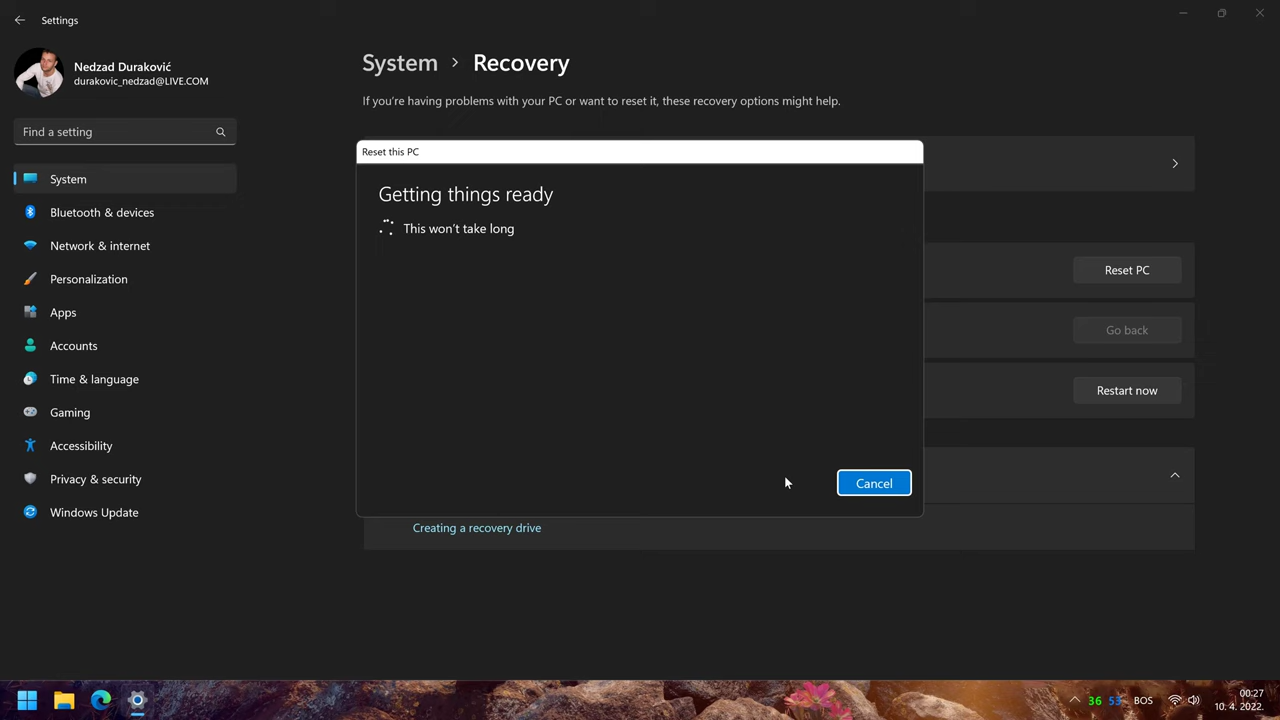 Settings
Nedzad Duraković
durakovic_nedzad@LIVE.COM
Find a setting
System
Bluetooth & devices
Network & internet
Personalization
Apps
Accounts
Time & language
Gaming
Accessibility
Privacy & security
Windows Update
System > Recovery
If you're having problems with your PC or want to reset it, these recovery options might help.
Reset this PC
Getting things ready
This won't take long
Cancel
Reset PC
Go back
Restart now
Creating a recovery drive
36 53 BOS
00:27
10. 4. 2022.